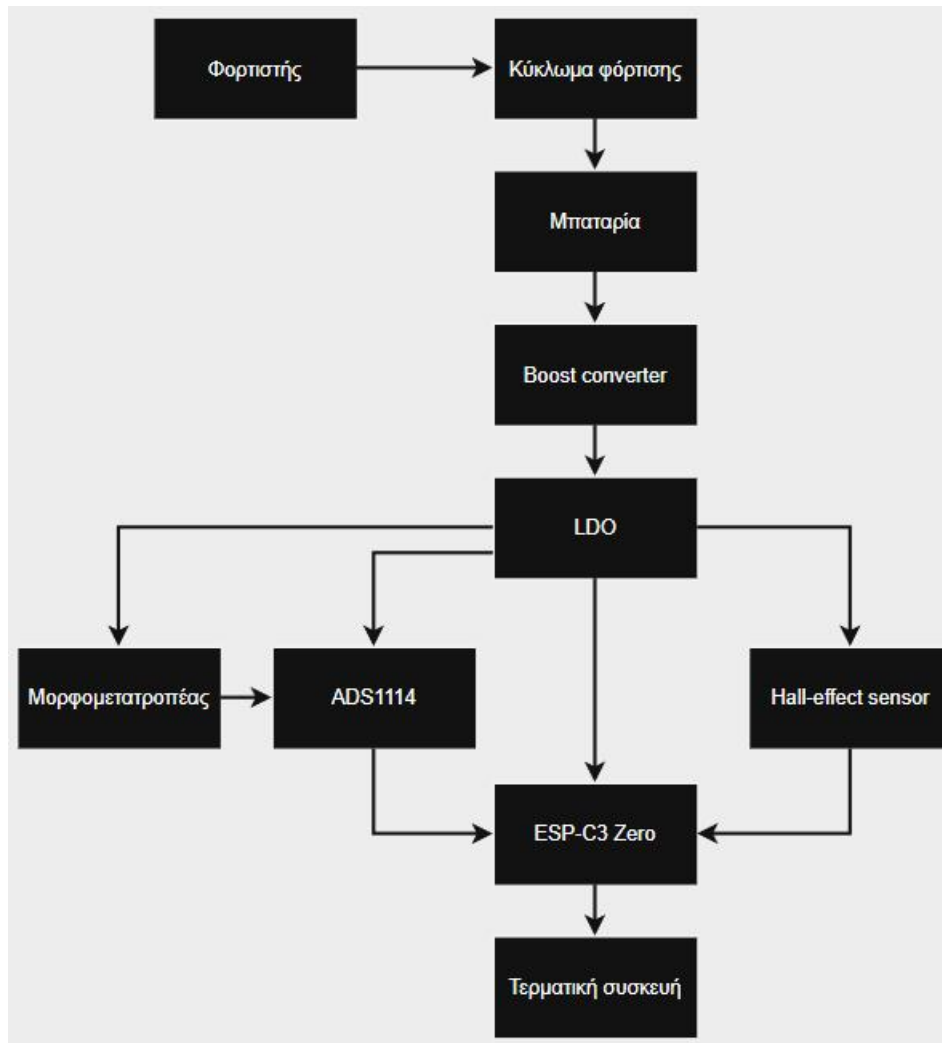 Φορτιστής
Κύκλωμα φόρτισης
Μπαταρία
Boost converter
LDO
Μορφομετατροπέας
ADS1114
Hall-effect sensor
ESP-C3 Zero
Τερματική συσκευή